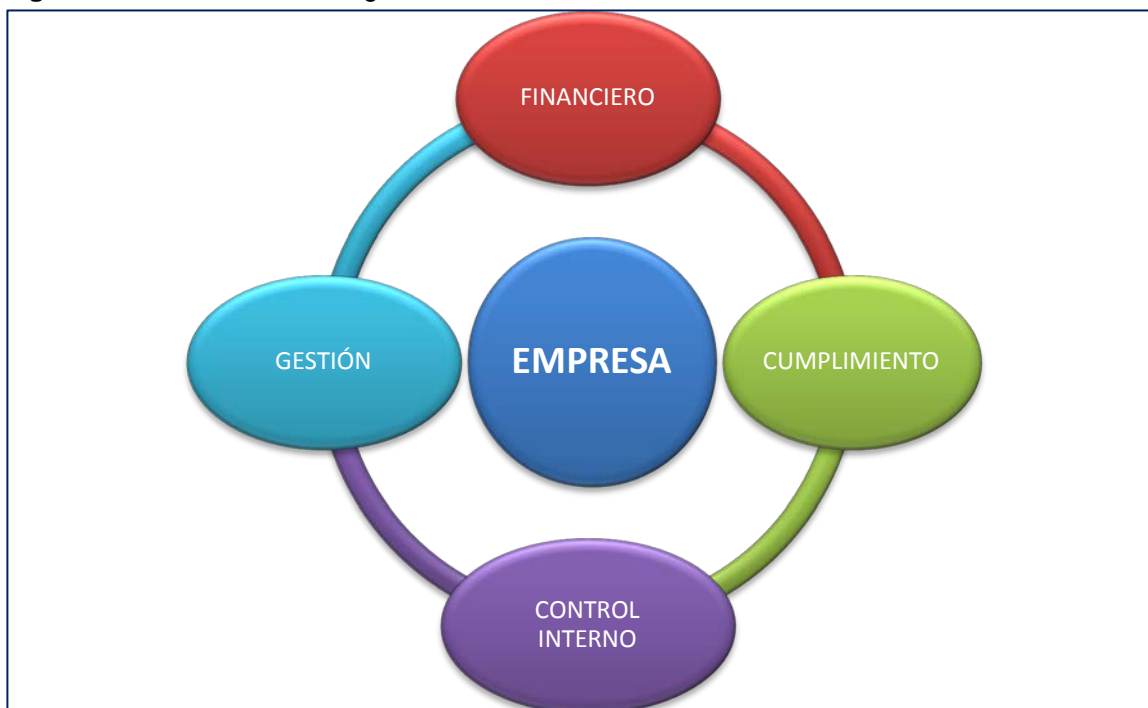 FINANCIERO
GESTIÓN
EMPRESA
CUMPLIMIENTO
CONTROL
INTERNO